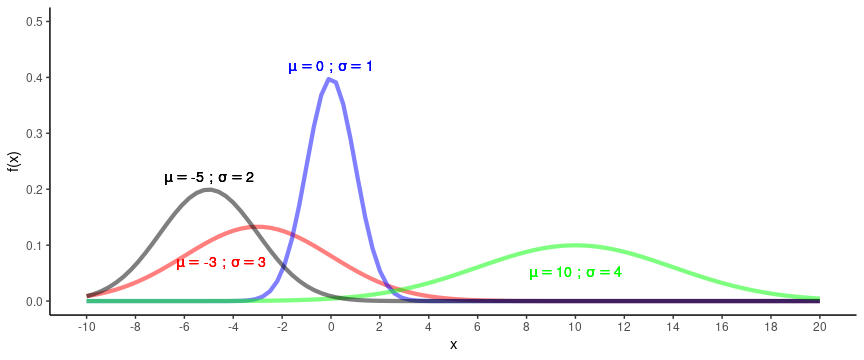 0.5
0.4
0.3
0.2
0.1
0.0
f(x)
μ = 0 ; σ = 1
μ = -5 ; σ = 2
μ = -3 ; σ = 3
μ = 10 ; σ = 4
-10 -8 -6 -4 -2 0 2 4 6 8 10 12 14 16 18 20
x